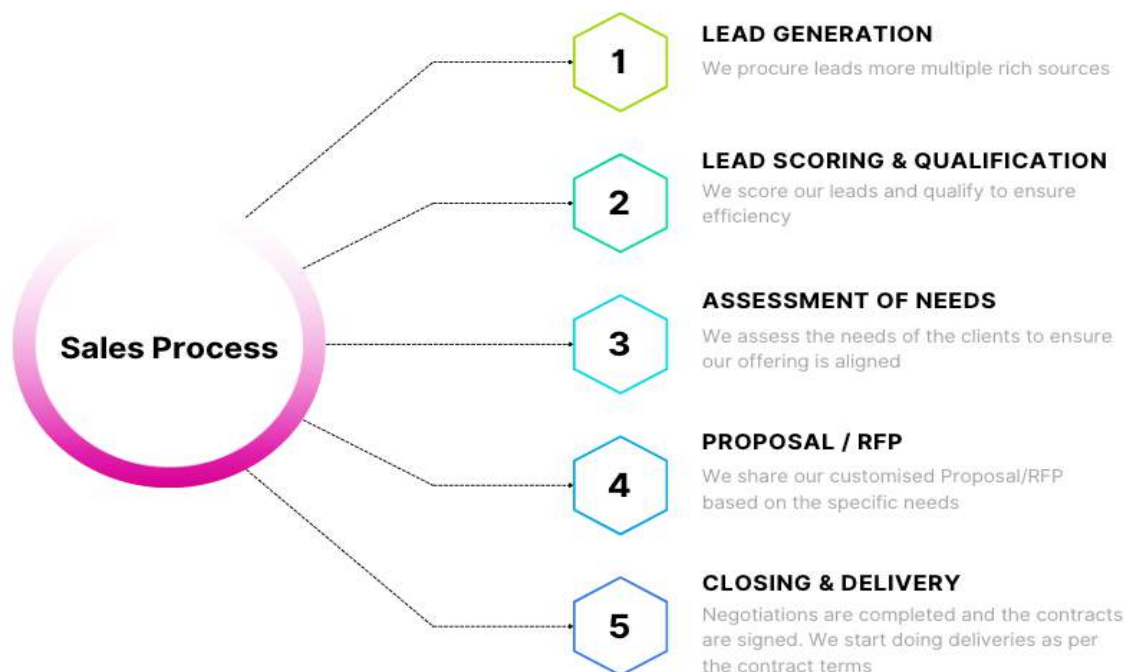 Sales Process
1
LEAD GENERATION
We procure leads more multiple rich sources
2
LEAD SCORING & QUALIFICATION
We score our leads and qualify to ensure
efficiency
3
ASSESSMENT OF NEEDS
We assess the needs of the clients to ensure
our offering is aligned
4
PROPOSAL / RFP
We share our customised Proposal/RFP
based on the specific needs
5
CLOSING & DELIVERY
Negotiations are completed and the contracts
are signed. We start doing deliveries as per
the contract terms